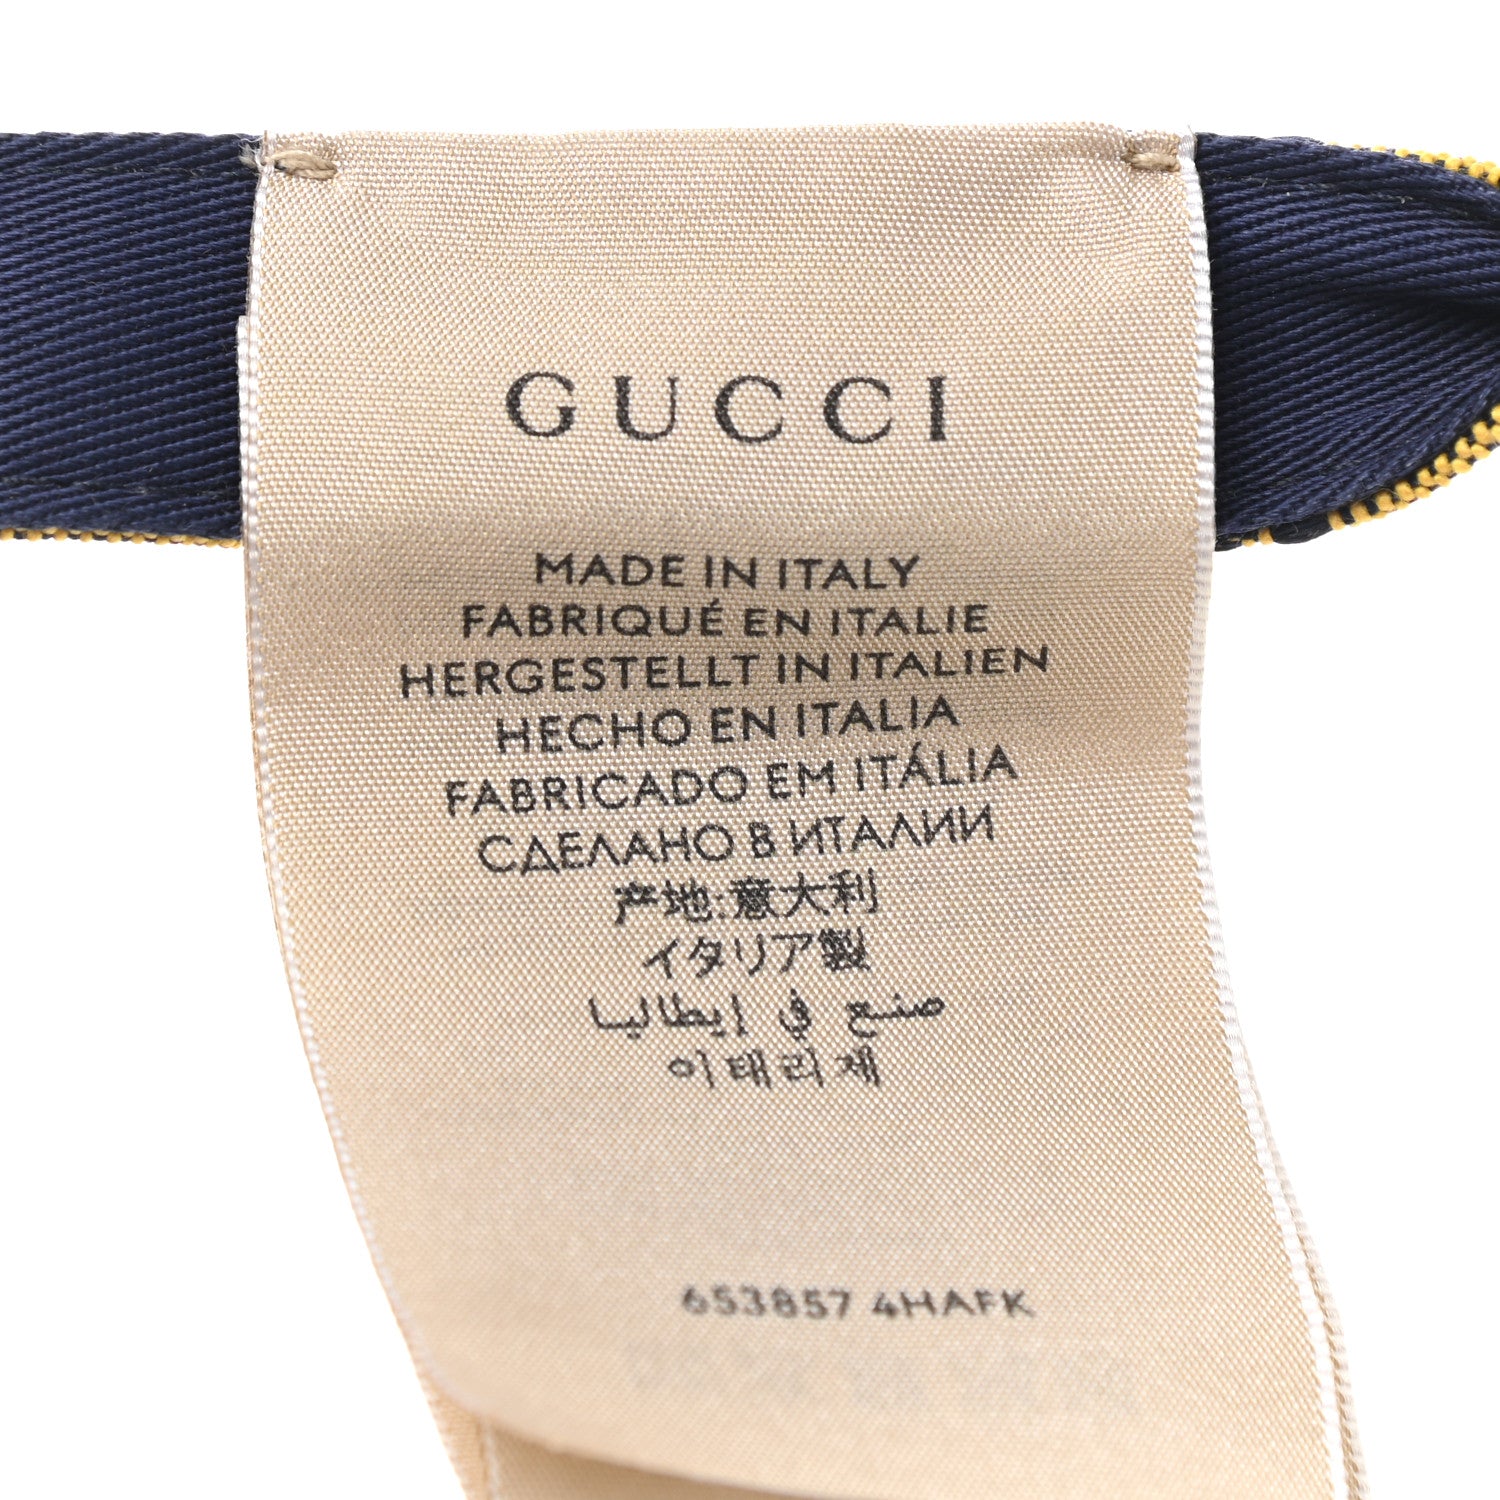 GUCCI
MADE IN ITALY
FABRIQUÉ EN ITALIE
HERGESTELLT IN ITALIEN
HECHO EN ITALIA
FABRICADO EM ITÁLIA
СДЕЛАНО В ИТАЛИИ
产地:意大利
イタリア製
صنع في إيطاليا
이태리제
653857 4HAFK